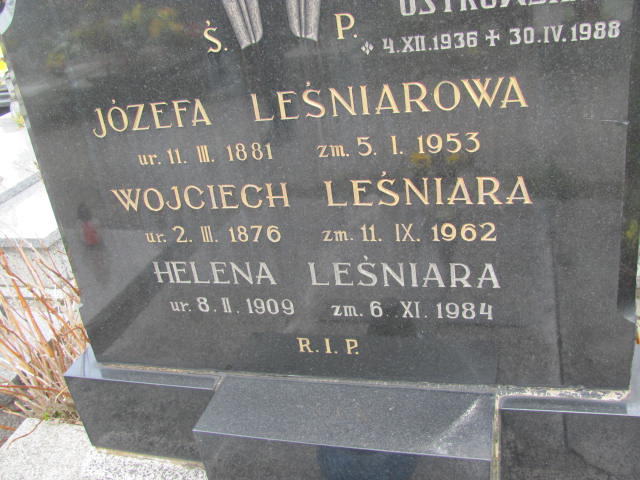 Ś. P.
4.XII.1936 + 30.IV.1988
JÓZEFA LEŚNIAROWA
ur. 11. III. 1881 zm. 5. I. 1953
WOJCIECH LEŚNIARA
ur. 2. III. 1876 zm. 11. IX. 1962
HELENA LEŚNIARA
ur. 8. II. 1909 zm. 6. XI. 1984
R. I. P.